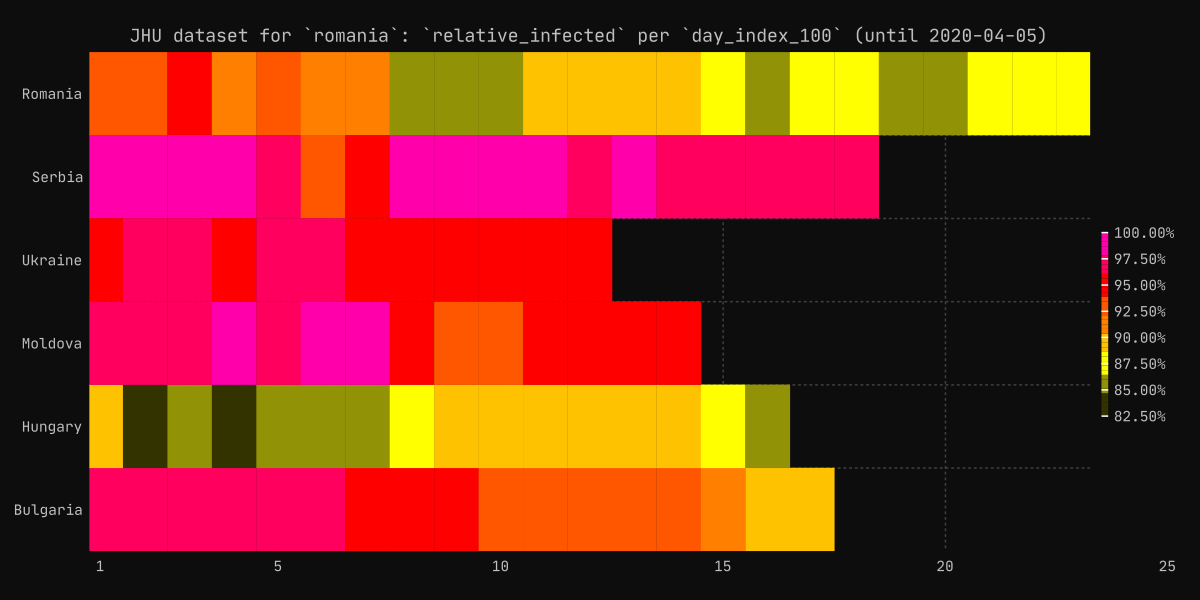 JHU dataset for `romania`: `relative_infected` per `day_index_100` (until 2020-04-05)
Romania
Serbia
Ukraine
Moldova
Hungary
Bulgaria
100.00%
97.50%
95.00%
92.50%
90.00%
87.50%
85.00%
82.50%
1 5 10 15 20 25